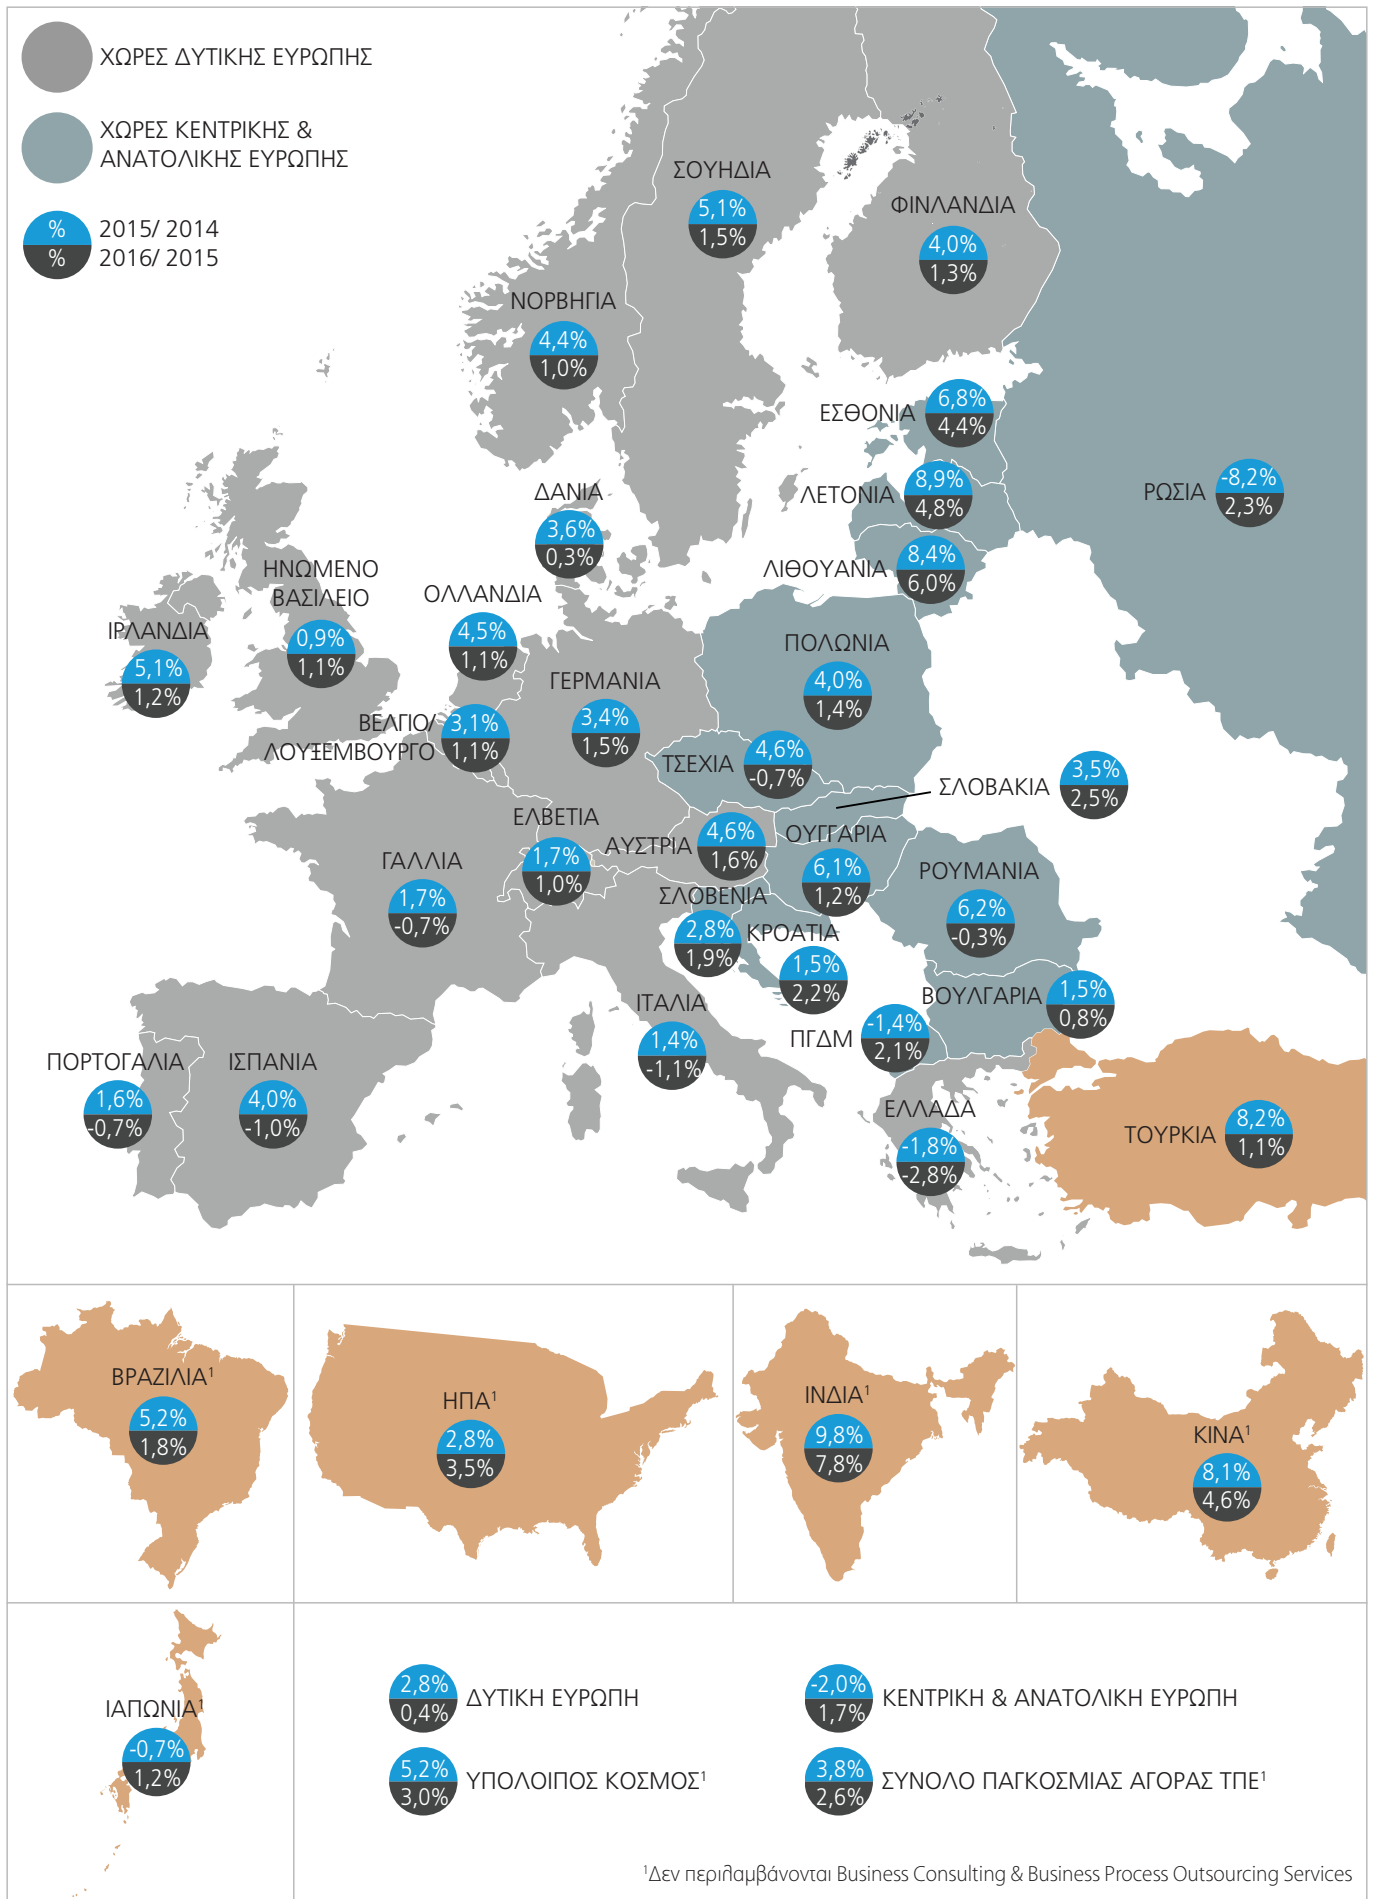 ΧΩΡΕΣ ΔΥΤΙΚΗΣ ΕΥΡΩΠΗΣ
ΧΩΡΕΣ ΚΕΝΤΡΙΚΗΣ &
ΑΝΑΤΟΛΙΚΗΣ ΕΥΡΩΠΗΣ
% 2015/ 2014
% 2016/ 2015
ΣΟΥΗΔΙΑ
5,1%
1,5%
ΦΙΝΛΑΝΔΙΑ
4,0%
1,3%
ΝΟΡΒΗΓΙΑ
4,4%
1,0%
ΕΣΘΟΝΙΑ
6,8%
4,4%
ΛΕΤΟΝΙΑ
8,9%
4,8%
ΡΩΣΙΑ
-8,2%
2,3%
ΔΑΝΙΑ
3,6%
0,3%
ΛΙΘΟΥΑΝΙΑ
8,4%
6,0%
ΗΝΩΜΕΝΟ
ΒΑΣΙΛΕΙΟ
0,9%
1,1%
ΟΛΛΑΝΔΙΑ
4,5%
1,1%
ΙΡΛΑΝΔΙΑ
5,1%
1,2%
ΠΟΛΩΝΙΑ
4,0%
1,4%
ΓΕΡΜΑΝΙΑ
3,4%
1,5%
ΒΕΛΓΙΟ/
ΛΟΥΞΕΜΒΟΥΡΓΟ
3,1%
1,1%
ΤΣΕΧΙΑ
4,6%
-0,7%
ΣΛΟΒΑΚΙΑ
3,5%
2,5%
ΕΛΒΕΤΙΑ
1,7%
1,0%
ΑΥΣΤΡΙΑ
4,6%
1,6%
ΟΥΓΓΑΡΙΑ
6,1%
1,2%
ΓΑΛΛΙΑ
1,7%
-0,7%
ΡΟΥΜΑΝΙΑ
6,2%
-0,3%
ΣΛΟΒΕΝΙΑ
2,8%
1,9%
ΚΡΟΑΤΙΑ
1,5%
2,2%
ΒΟΥΛΓΑΡΙΑ
1,5%
0,8%
ΙΤΑΛΙΑ
1,4%
-1,1%
ΠΓΔΜ
-1,4%
2,1%
ΠΟΡΤΟΓΑΛΙΑ
1,6%
-0,7%
ΙΣΠΑΝΙΑ
4,0%
-1,0%
ΕΛΛΑΔΑ
-1,8%
-2,8%
ΤΟΥΡΚΙΑ
8,2%
1,1%
ΒΡΑΖΙΛΙΑ¹
5,2%
1,8%
ΗΠΑ¹
2,8%
3,5%
ΙΝΔΙΑ¹
9,8%
7,8%
ΚΙΝΑ¹
8,1%
4,6%
ΙΑΠΩΝΙΑ¹
-0,7%
1,2%
2,8%
0,4%
ΔΥΤΙΚΗ ΕΥΡΩΠΗ
-2,0%
1,7%
ΚΕΝΤΡΙΚΗ & ΑΝΑΤΟΛΙΚΗ ΕΥΡΩΠΗ
5,2%
3,0%
ΥΠΟΛΟΙΠΟΣ ΚΟΣΜΟΣ¹
3,8%
2,6%
ΣΥΝΟΛΟ ΠΑΓΚΟΣΜΙΑΣ ΑΓΟΡΑΣ ΤΠΕ¹
¹Δεν περιλαμβάνονται Business Consulting & Business Process Outsourcing Services